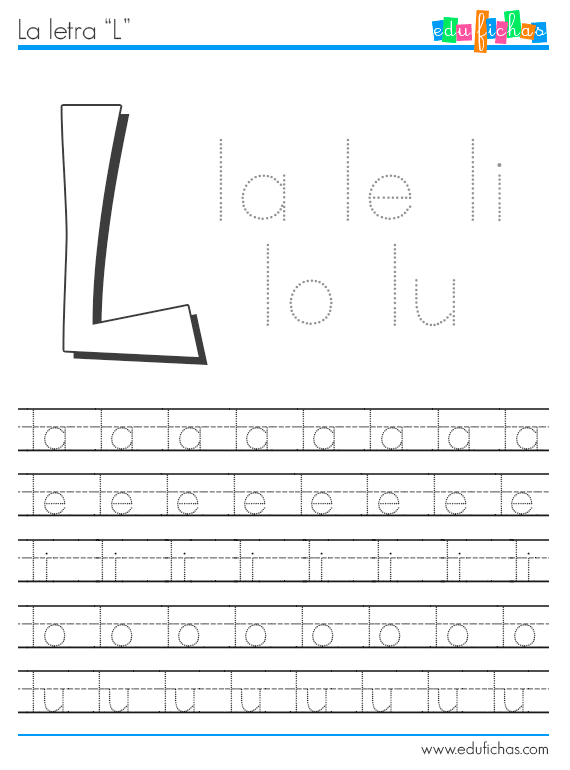 La letra “L”
edufichas
L
la le li
lo lu
la la la la la la la la
le le le le le le le le
li li li li li li li li
lo lo lo lo lo lo lo lo
lu lu lu lu lu lu lu lu
www.edufichas.com